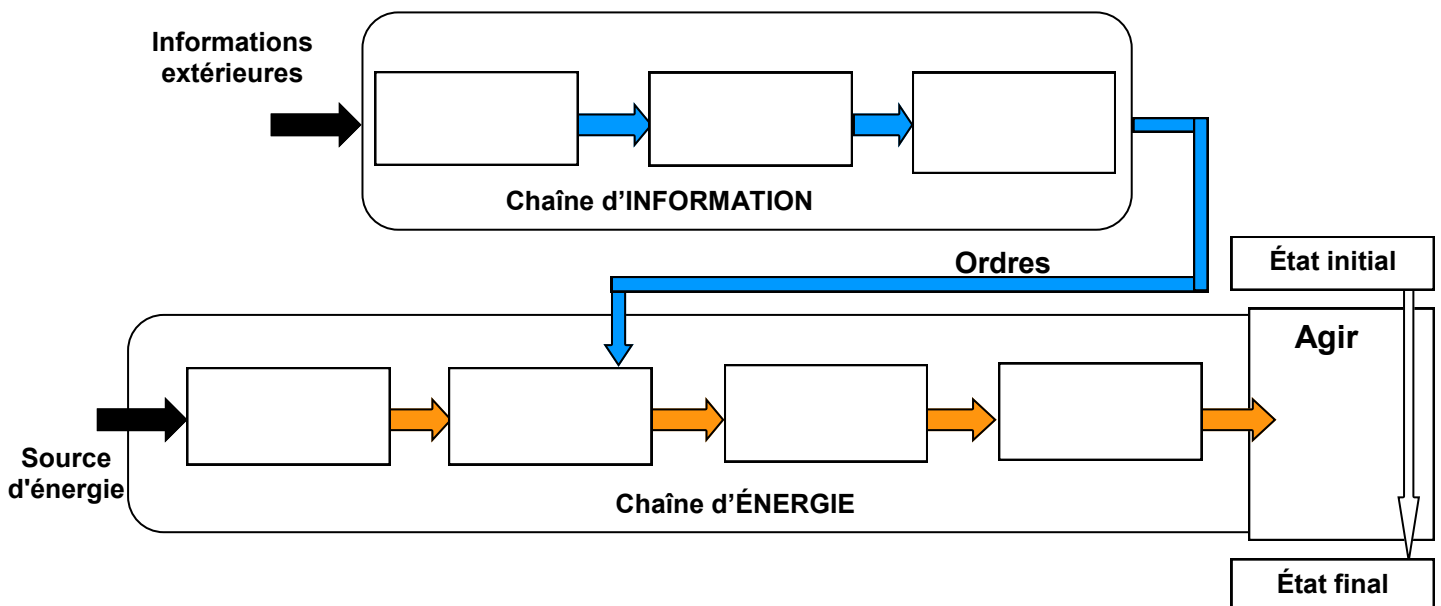 Informations
extérieures
Chaîne d’INFORMATION
Ordres
État initial
Agir
Source
d'énergie
Chaîne d’ÉNERGIE
État final